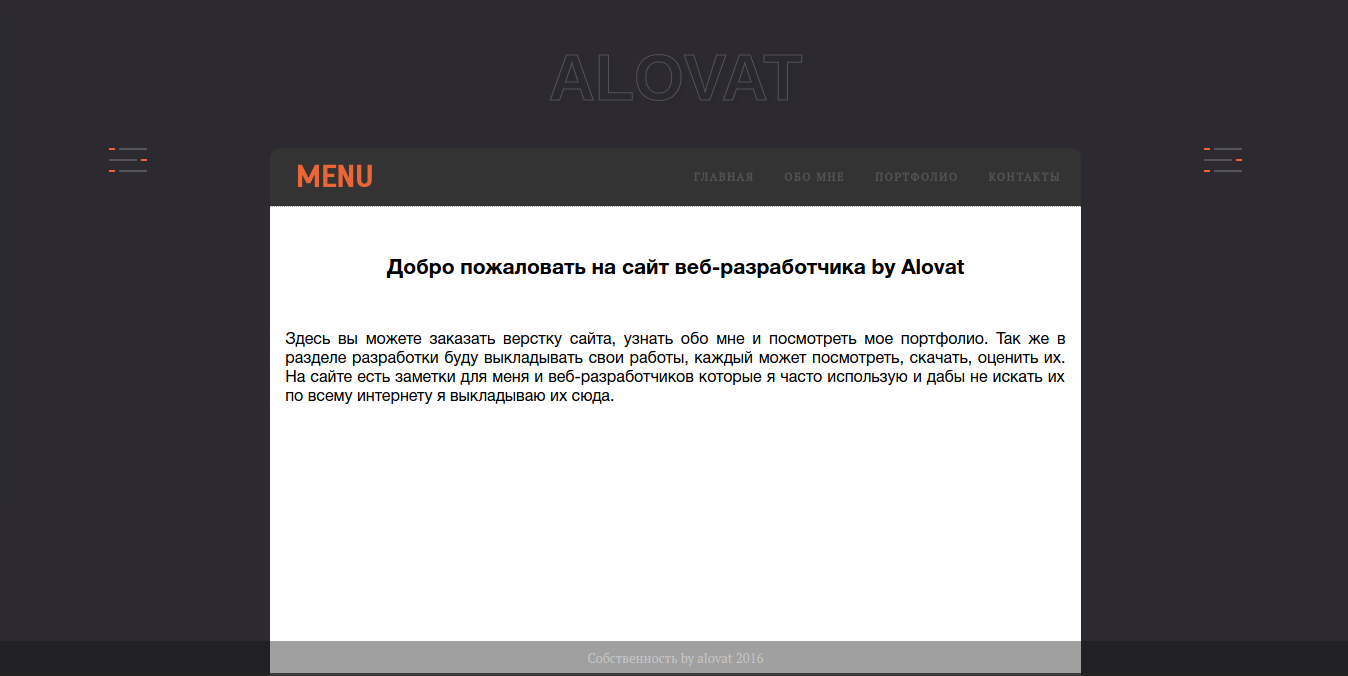 ALOVAT
MENU
ГЛАВНАЯ ОБО МНЕ ПОРТФОЛИО КОНТАКТЫ
Добро пожаловать на сайт веб-разработчика by Alovat
Здесь вы можете заказать верстку сайта, узнать обо мне и посмотреть мое портфолио. Так же в
разделе разработки буду выкладывать свои работы, каждый может посмотреть, скачать, оценить их.
На сайте есть заметки для меня и веб-разработчиков которые я часто использую и дабы не искать их
по всему интернету я выкладываю их сюда.
Собственность by alovat 2016